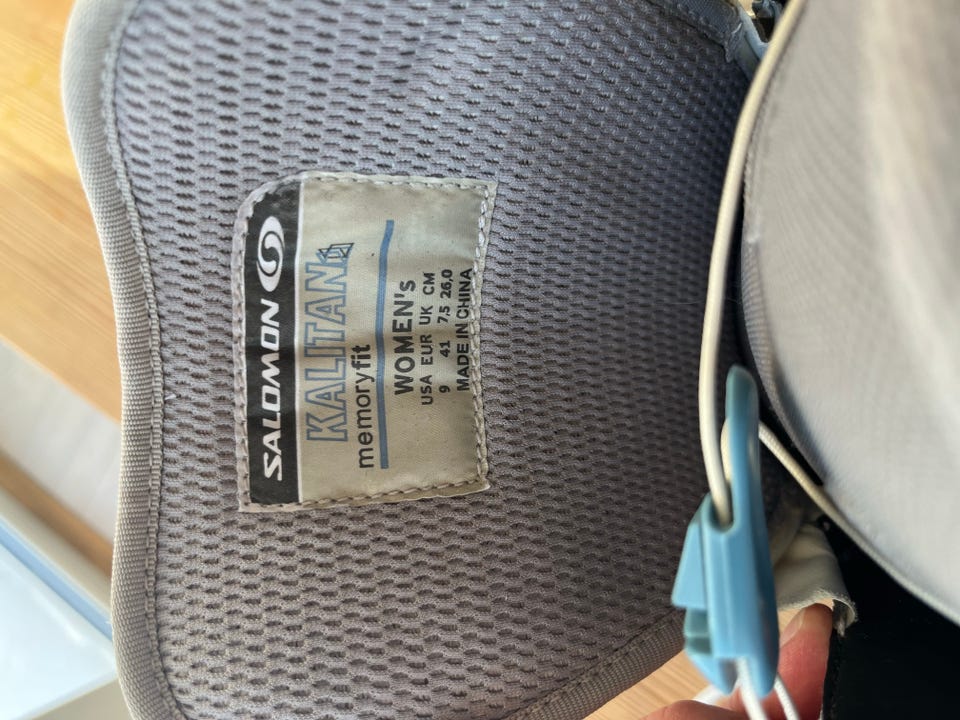 SALOMON
KALITAN
memoryfit
WOMEN's
USA EUR UK CM
9 41 7,5 26,0
MADE IN CHINA